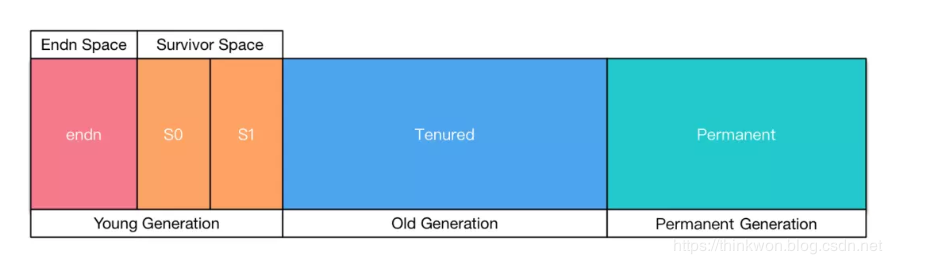 Endn Space
Survivor Space
endn
S0
S1
Tenured
Permanent
Young Generation
Old Generation
Permanent Generation
https://thinkwon.blog.csdn.net